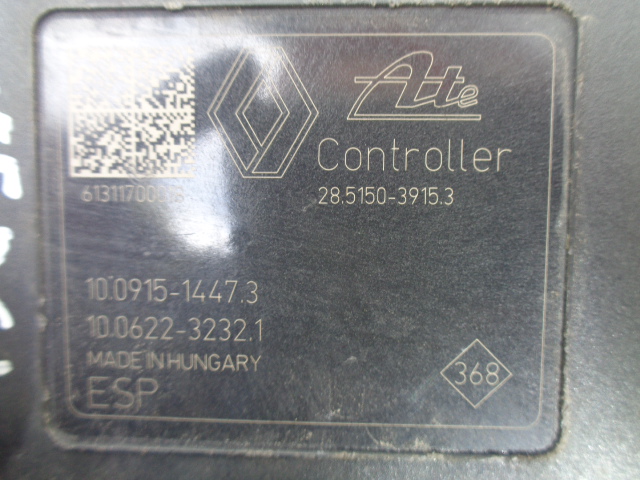 Ate
Controller
28.5150-3915.3
10.0915-1447.3
10.0622-3232.1
MADE IN HUNGARY
ESP
368